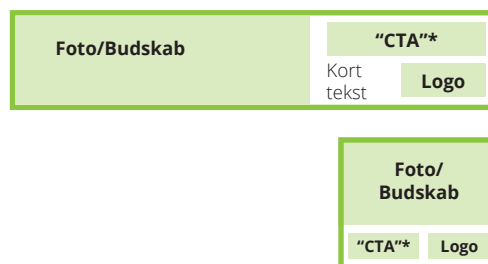 Foto/Budskab
“CTA”*
Kort
tekst
Logo
Foto/
Budskab
“CTA”*
Logo